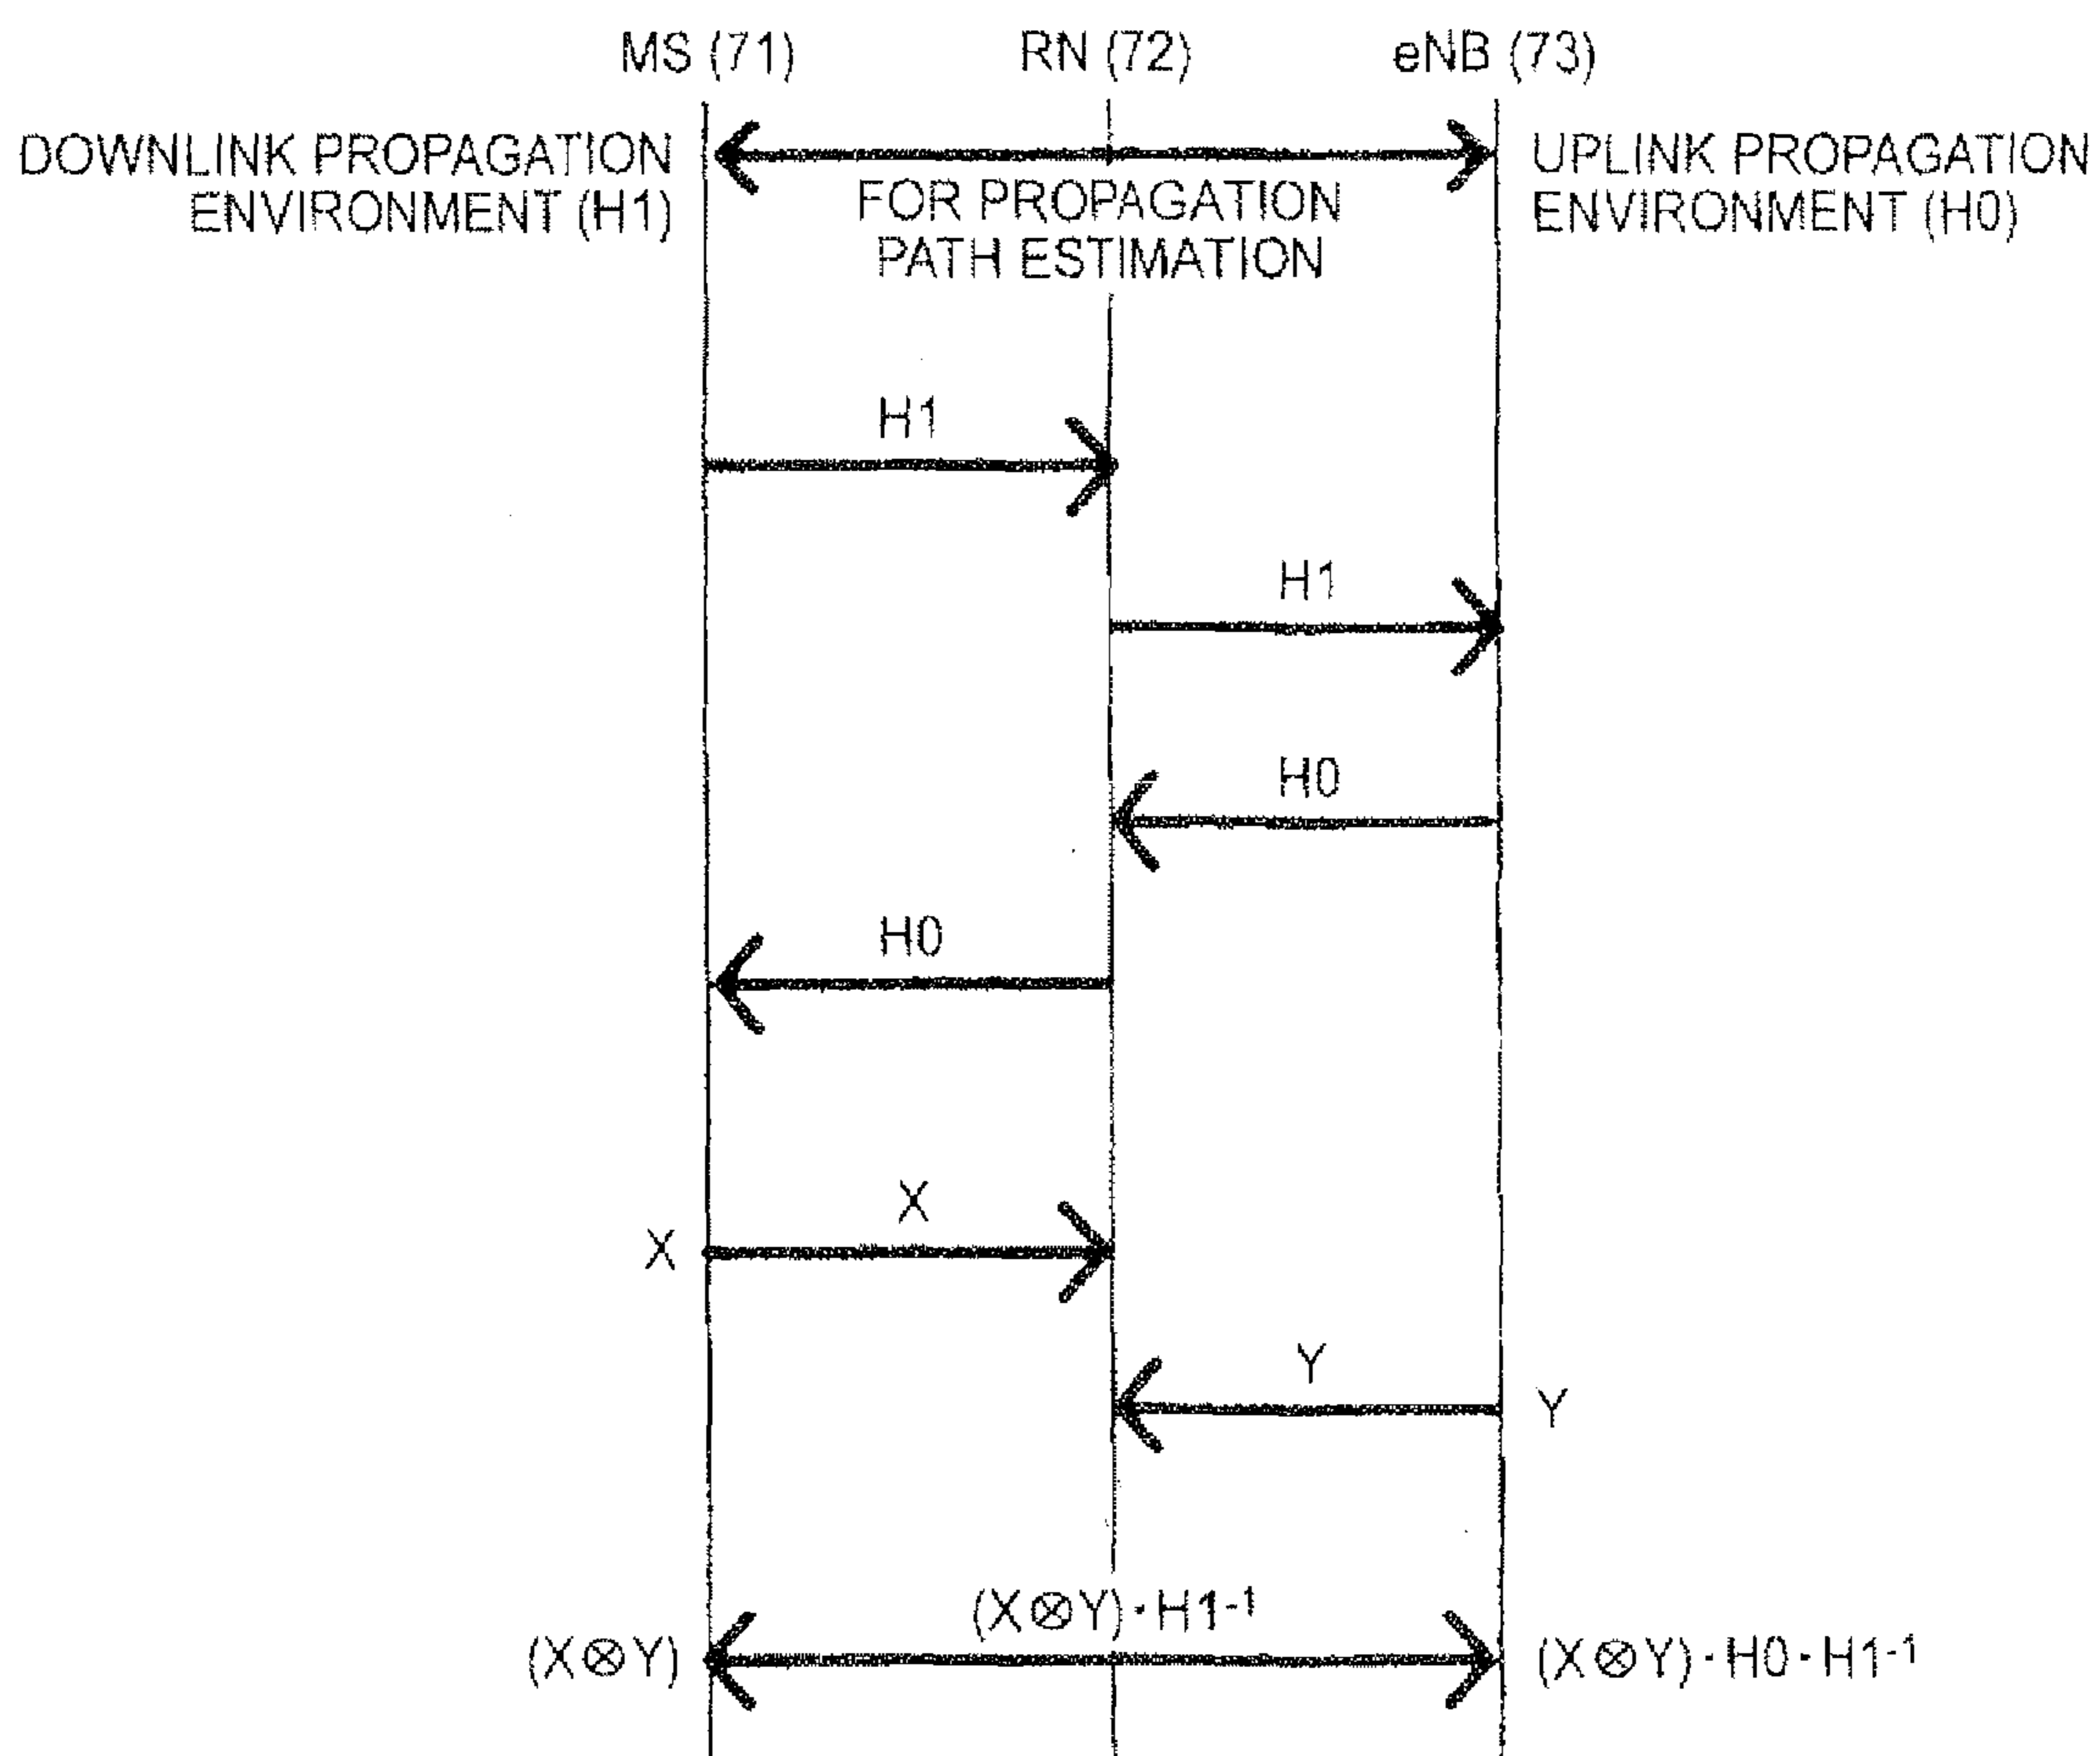 MS (71) RN (72) eNB (73)
DOWNLINK PROPAGATION
ENVIRONMENT (H1)
FOR PROPAGATION
PATH ESTIMATION
UPLINK PROPAGATION
ENVIRONMENT (H0)
H1
H1
H0
H0
X
X
Y
Y
(X⊗Y)·H1⁻¹
(X⊗Y)
(X⊗Y)·H0·H1⁻¹